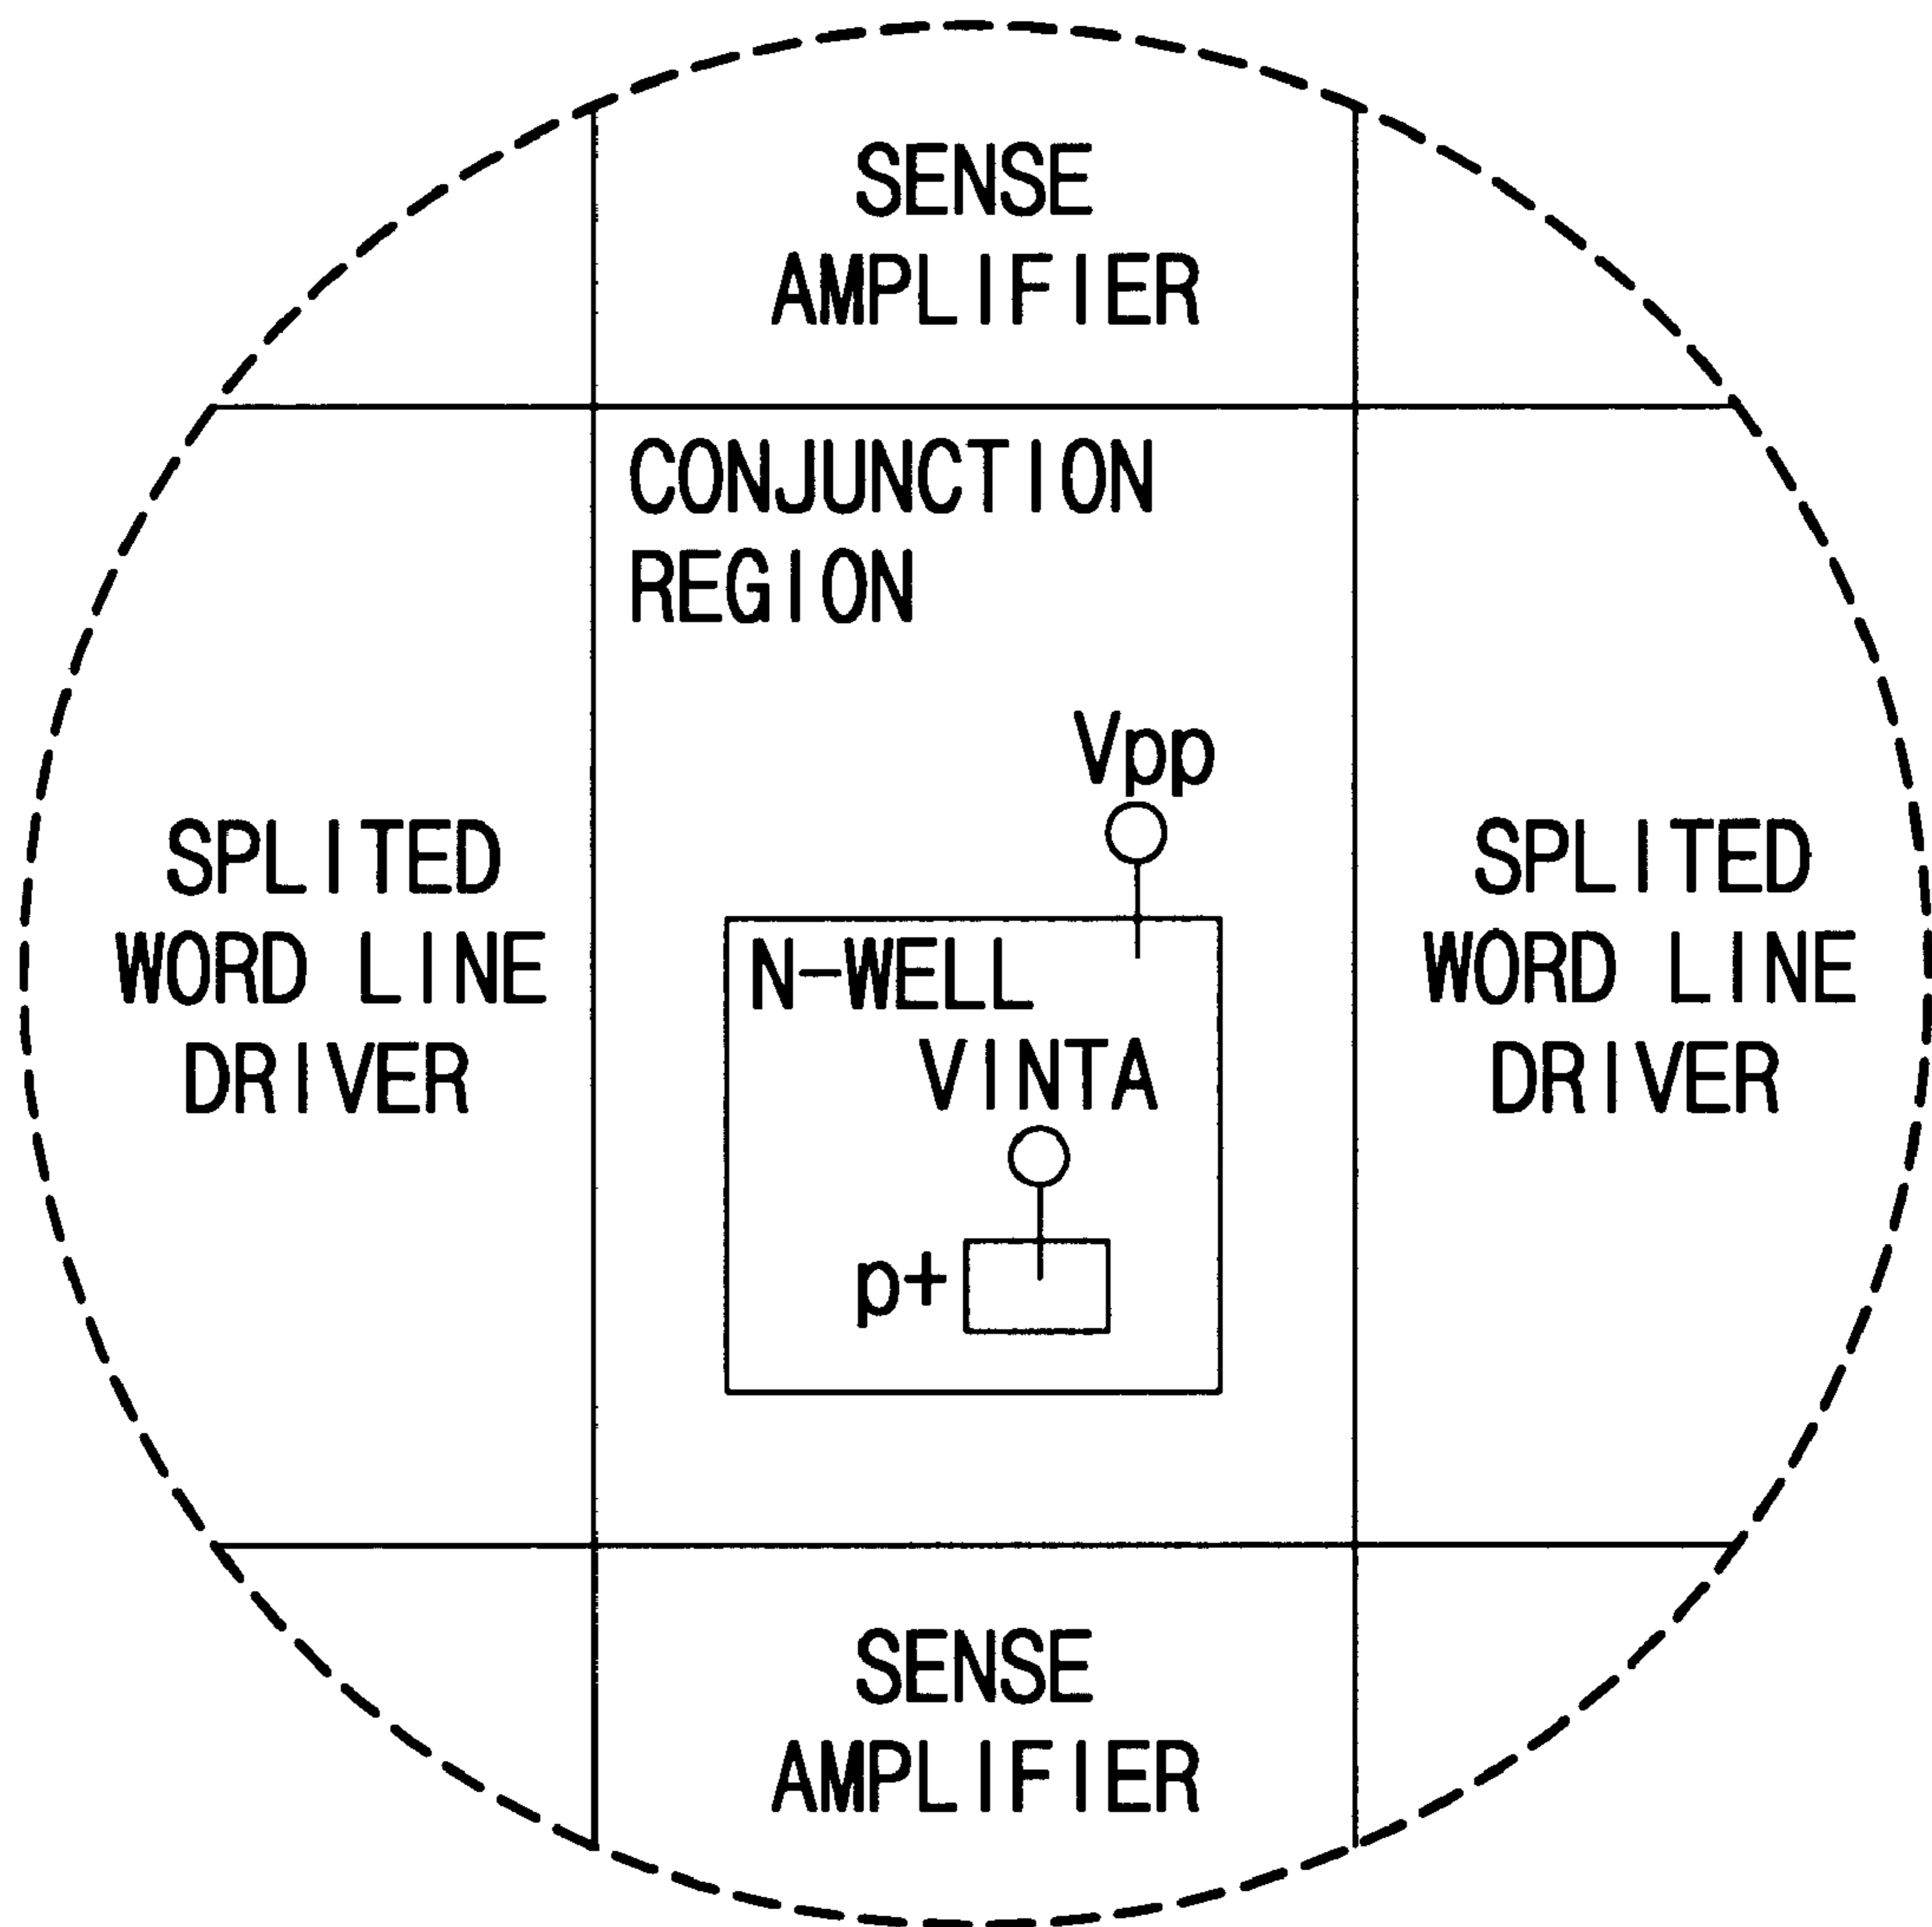 SENSE
AMPLIFIER
CONJUNCTION
REGION
Vpp
SPLITED
WORD LINE
DRIVER
N-WELL
VINTA
p+
SPLITED
WORD LINE
DRIVER
SENSE
AMPLIFIER